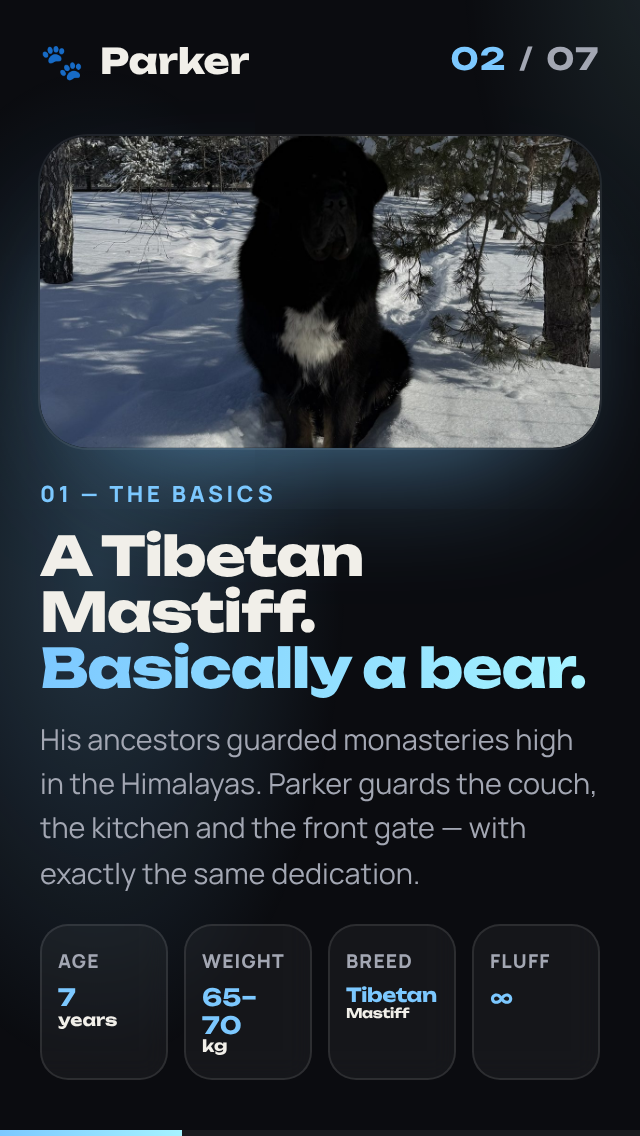 Parker
02 / 07
01 — THE BASICS
A Tibetan
Mastiff.
Basically a bear.
His ancestors guarded monasteries high
in the Himalayas. Parker guards the couch,
the kitchen and the front gate — with
exactly the same dedication.
AGE
7
years
WEIGHT
65–
70
kg
BREED
Tibetan
Mastiff
FLUFF
∞